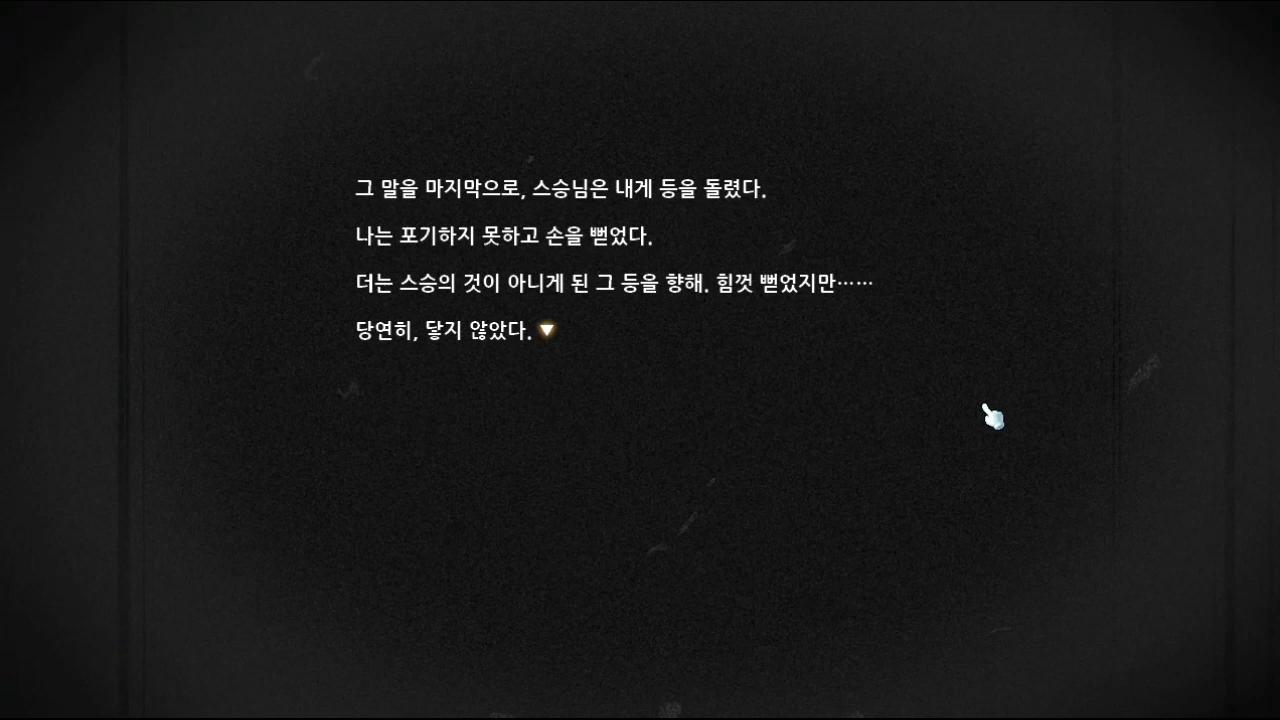 그 말을 마지막으로, 스승님은 내게 등을 돌렸다.
나는 포기하지 못하고 손을 뻗었다.
더는 스승의 것이 아니게 된 그 등을 향해. 힘껏 뻗었지만……
당연히, 닿지 않았다.